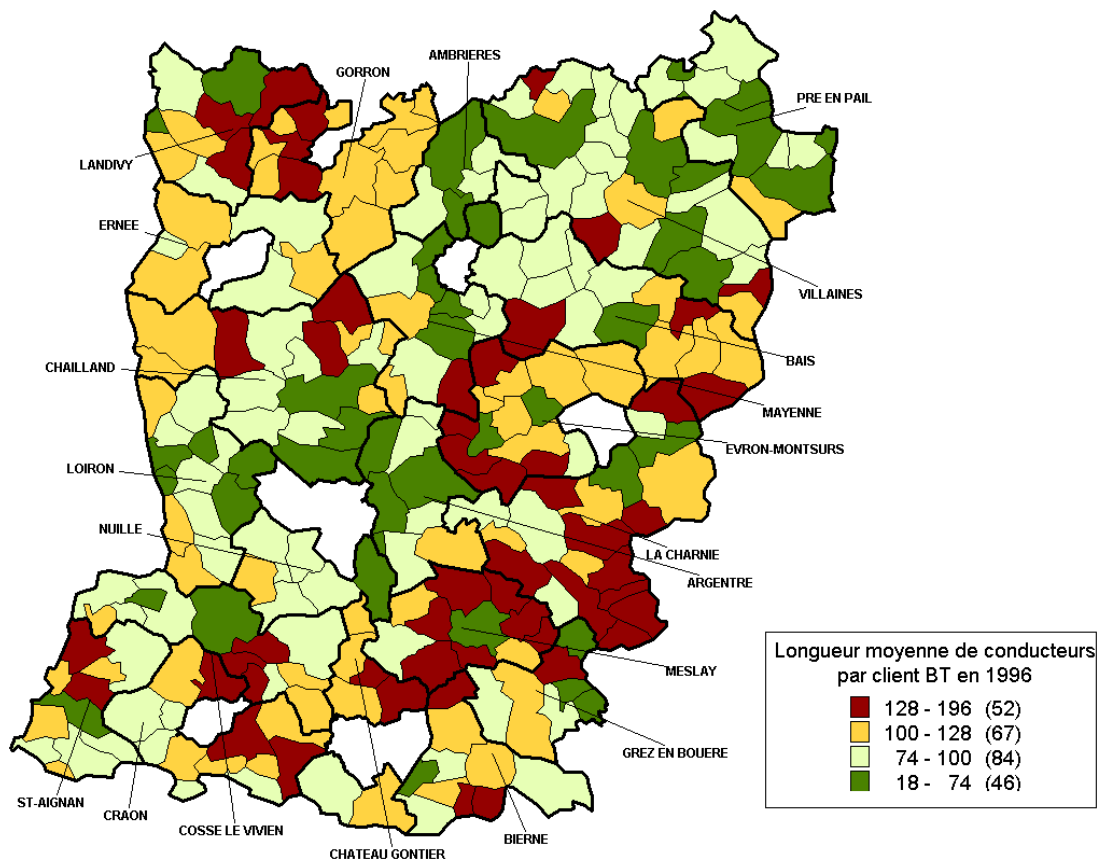 AMBRIERES
GORRON
PRE EN PAIL
LANDIVY
ERNEE
VILLAINES
BAIS
CHAILLAND
MAYENNE
EVRON-MONTSURS
LOIRON
NUILLE
LA CHARNIE
ARGENTRE
MESLAY
GREZ EN BOUERE
ST-AIGNAN
CRAON
COSSE LE VIVIEN
BIERNE
CHATEAU GONTIER
Longueur moyenne de conducteurs
par client BT en 1996
128 - 196 (52)
100 - 128 (67)
74 - 100 (84)
18 - 74 (46)